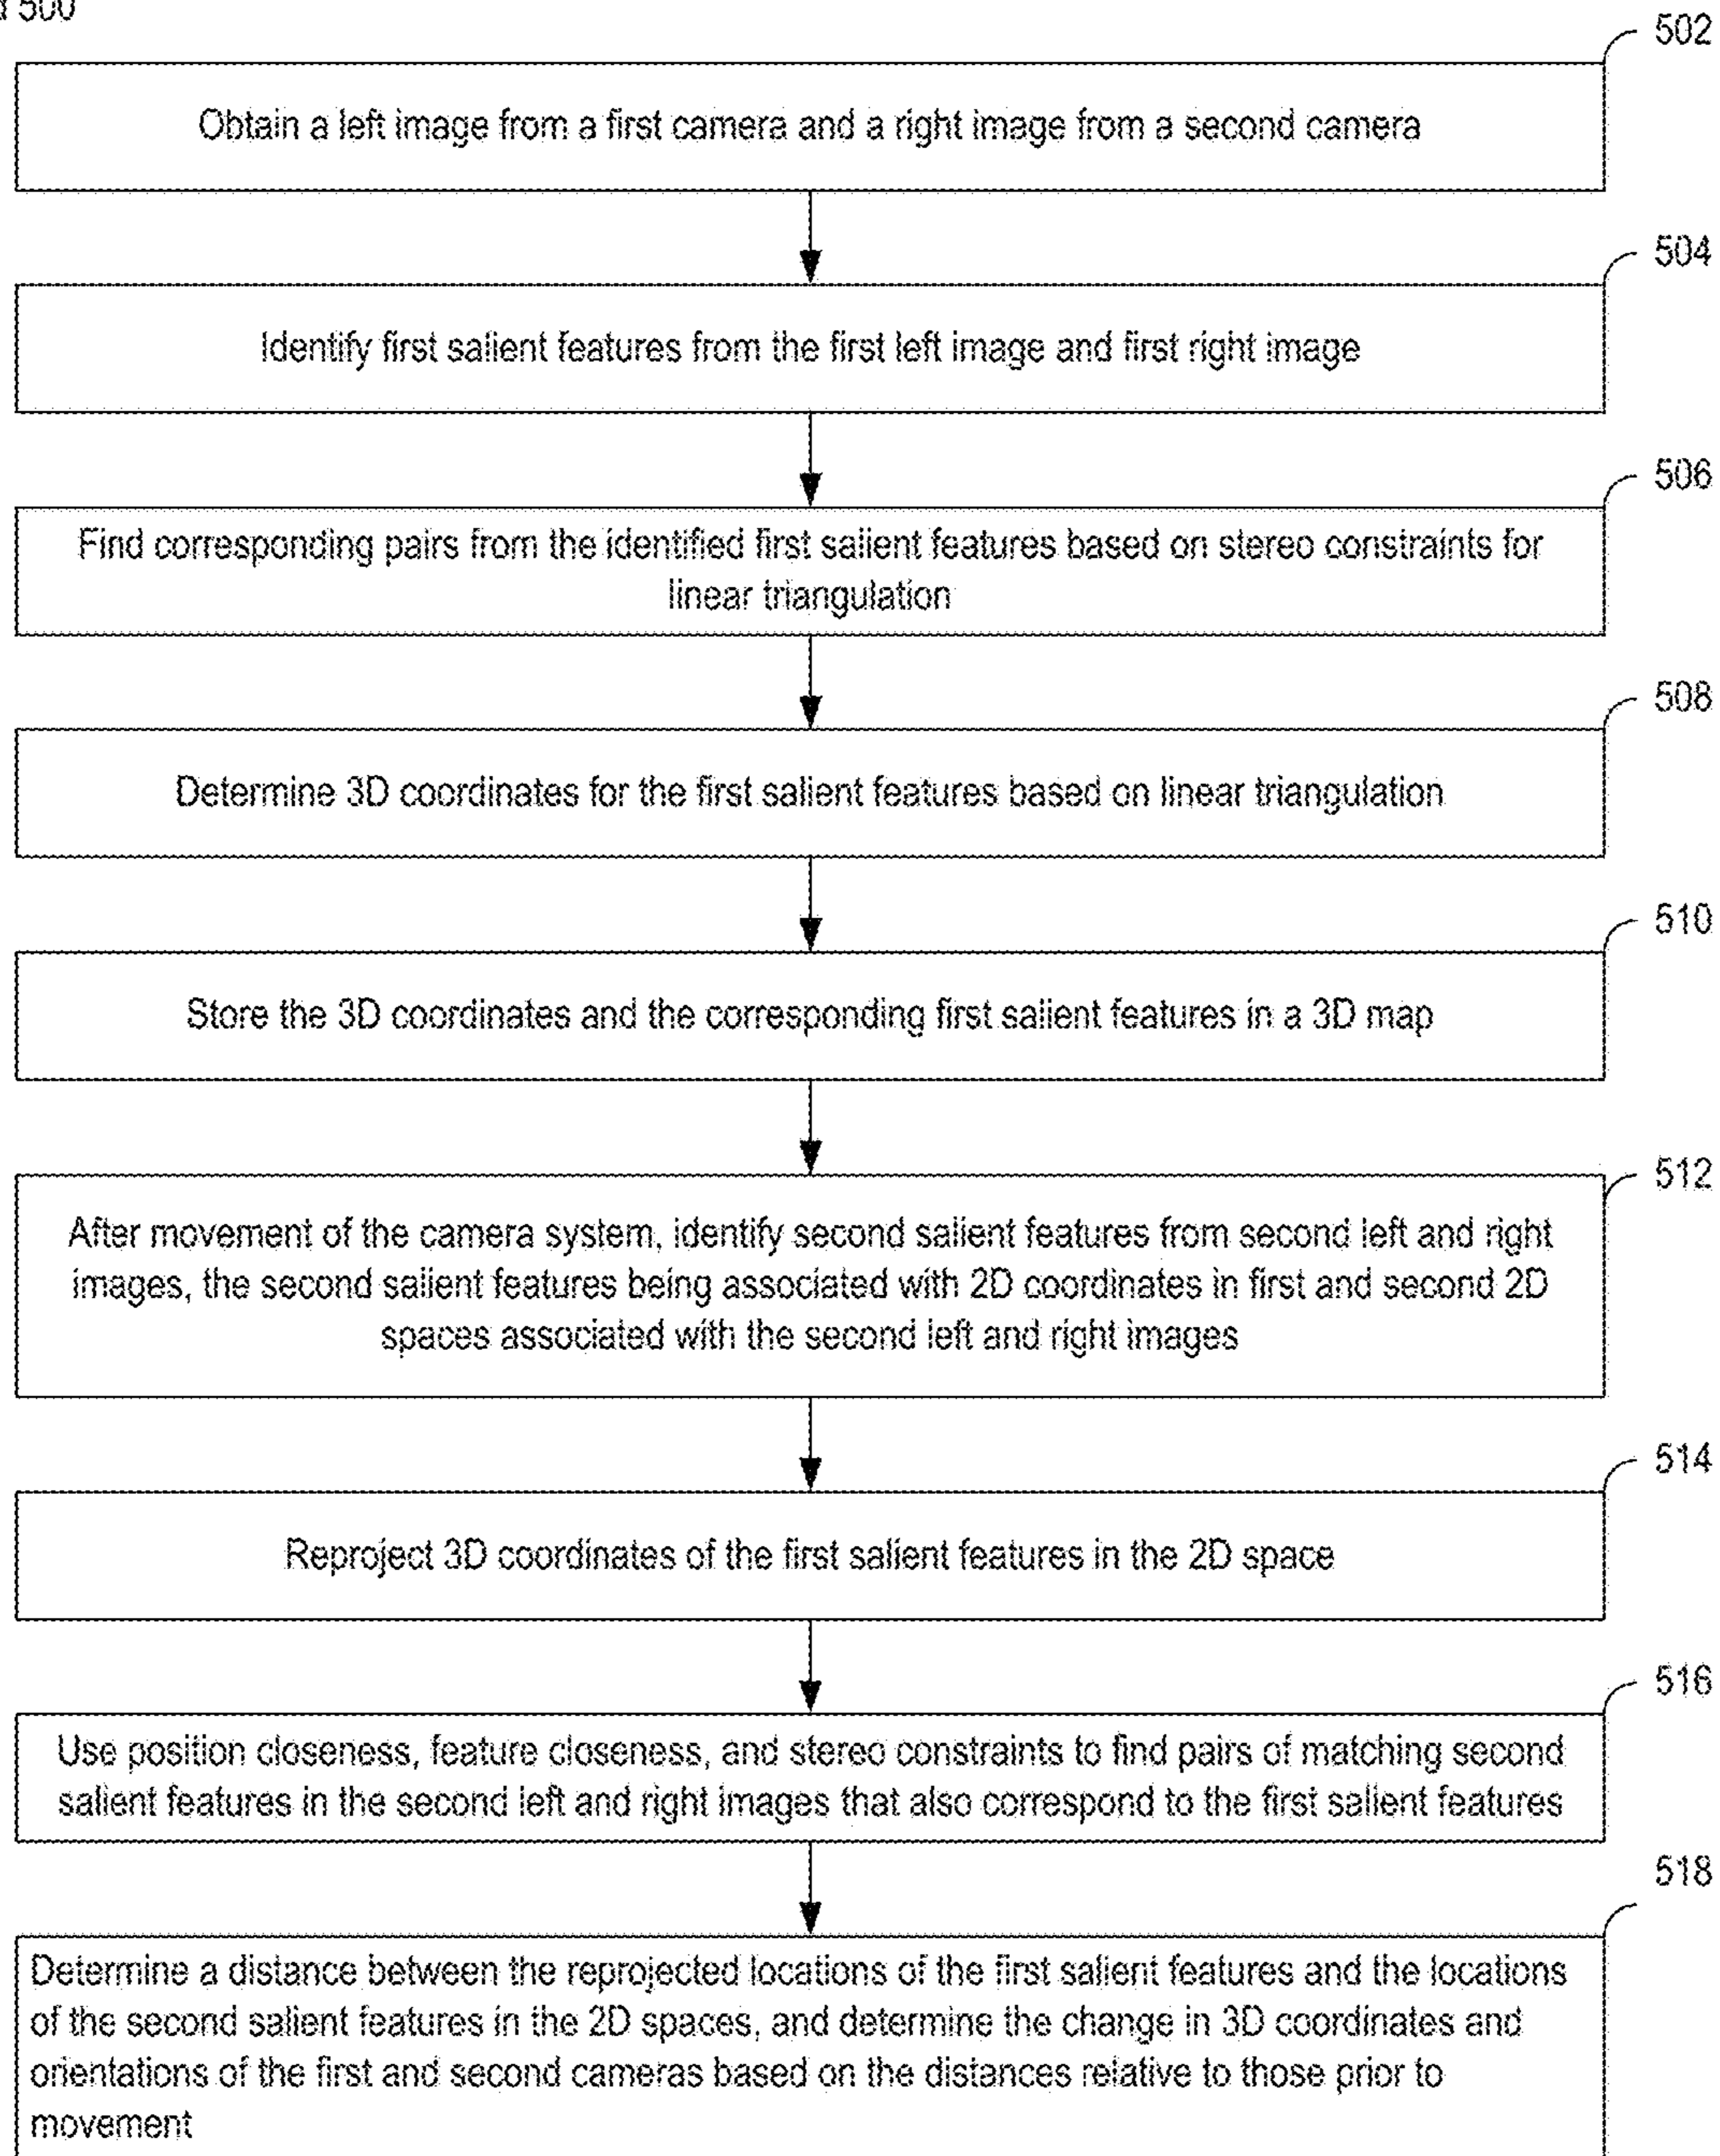 500
502
Obtain a left image from a first camera and a right image from a second camera
504
Identify first salient features from the first left image and first right image
506
Find corresponding pairs from the identified first salient features based on stereo constraints for
linear triangulation
508
Determine 3D coordinates for the first salient features based on linear triangulation
510
Store the 3D coordinates and the corresponding first salient features in a 3D map
512
After movement of the camera system, identify second salient features from second left and right
images, the second salient features being associated with 2D coordinates in first and second 2D
spaces associated with the second left and right images
514
Reproject 3D coordinates of the first salient features in the 2D space
516
Use position closeness, feature closeness, and stereo constraints to find pairs of matching second
salient features in the second left and right images that also correspond to the first salient features
518
Determine a distance between the reprojected locations of the first salient features and the locations
of the second salient features in the 2D spaces, and determine the change in 3D coordinates and
orientations of the first and second cameras based on the distances relative to those prior to
movement